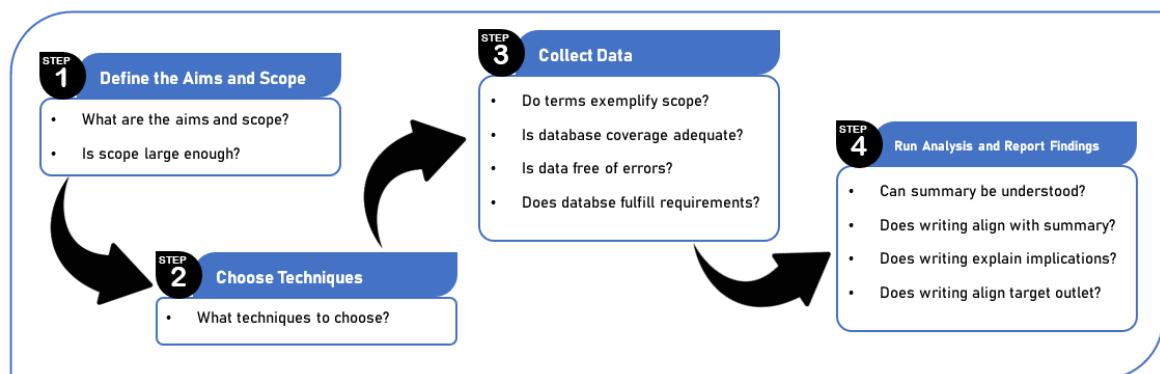 STEP
1
Define the Aims and Scope
• What are the aims and scope?
• Is scope large enough?
STEP
2
Choose Techniques
• What techniques to choose?
STEP
3
Collect Data
• Do terms exemplify scope?
• Is database coverage adequate?
• Is data free of errors?
• Does databse fulfill requirements?
STEP
4
Run Analysis and Report Findings
• Can summary be understood?
• Does writing align with summary?
• Does writing explain implications?
• Does writing align target outlet?